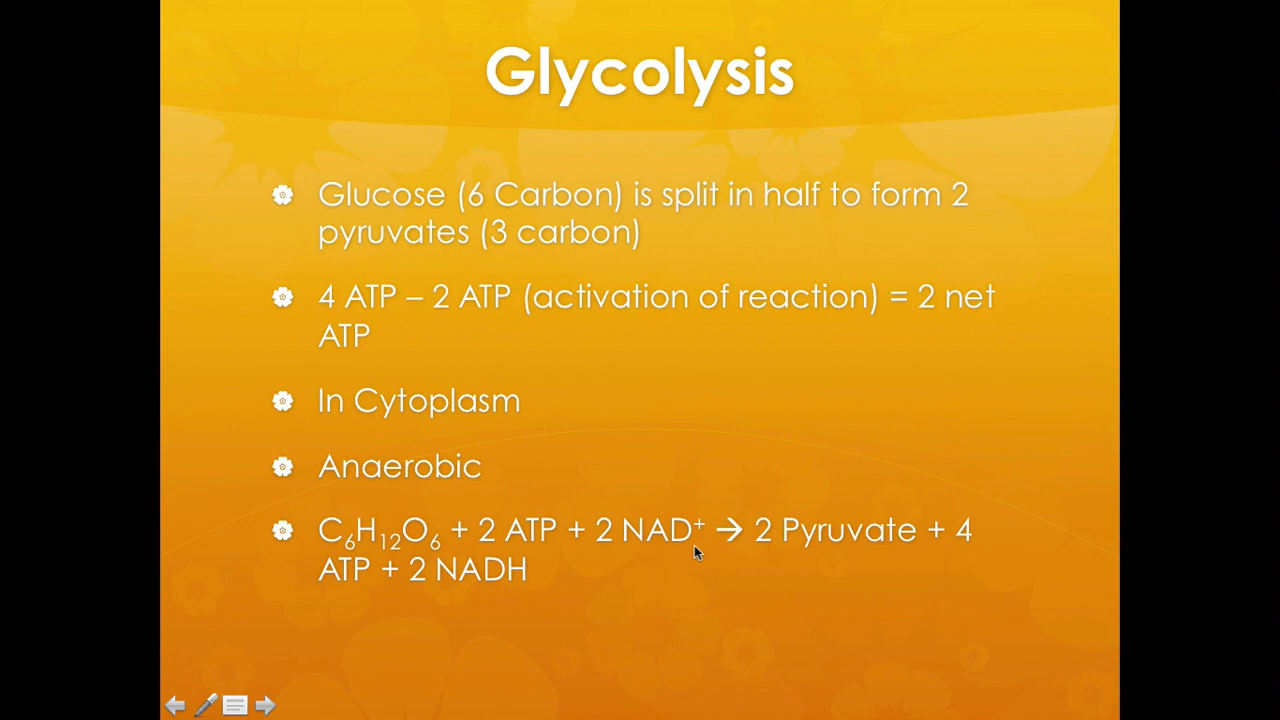 Glycolysis
Glucose (6 Carbon) is split in half to form 2
pyruvates (3 carbon)
4 ATP – 2 ATP (activation of reaction) = 2 net
ATP
In Cytoplasm
Anaerobic
C₆H₁₂O₆ + 2 ATP + 2 NAD⁺ → 2 Pyruvate + 4
ATP + 2 NADH